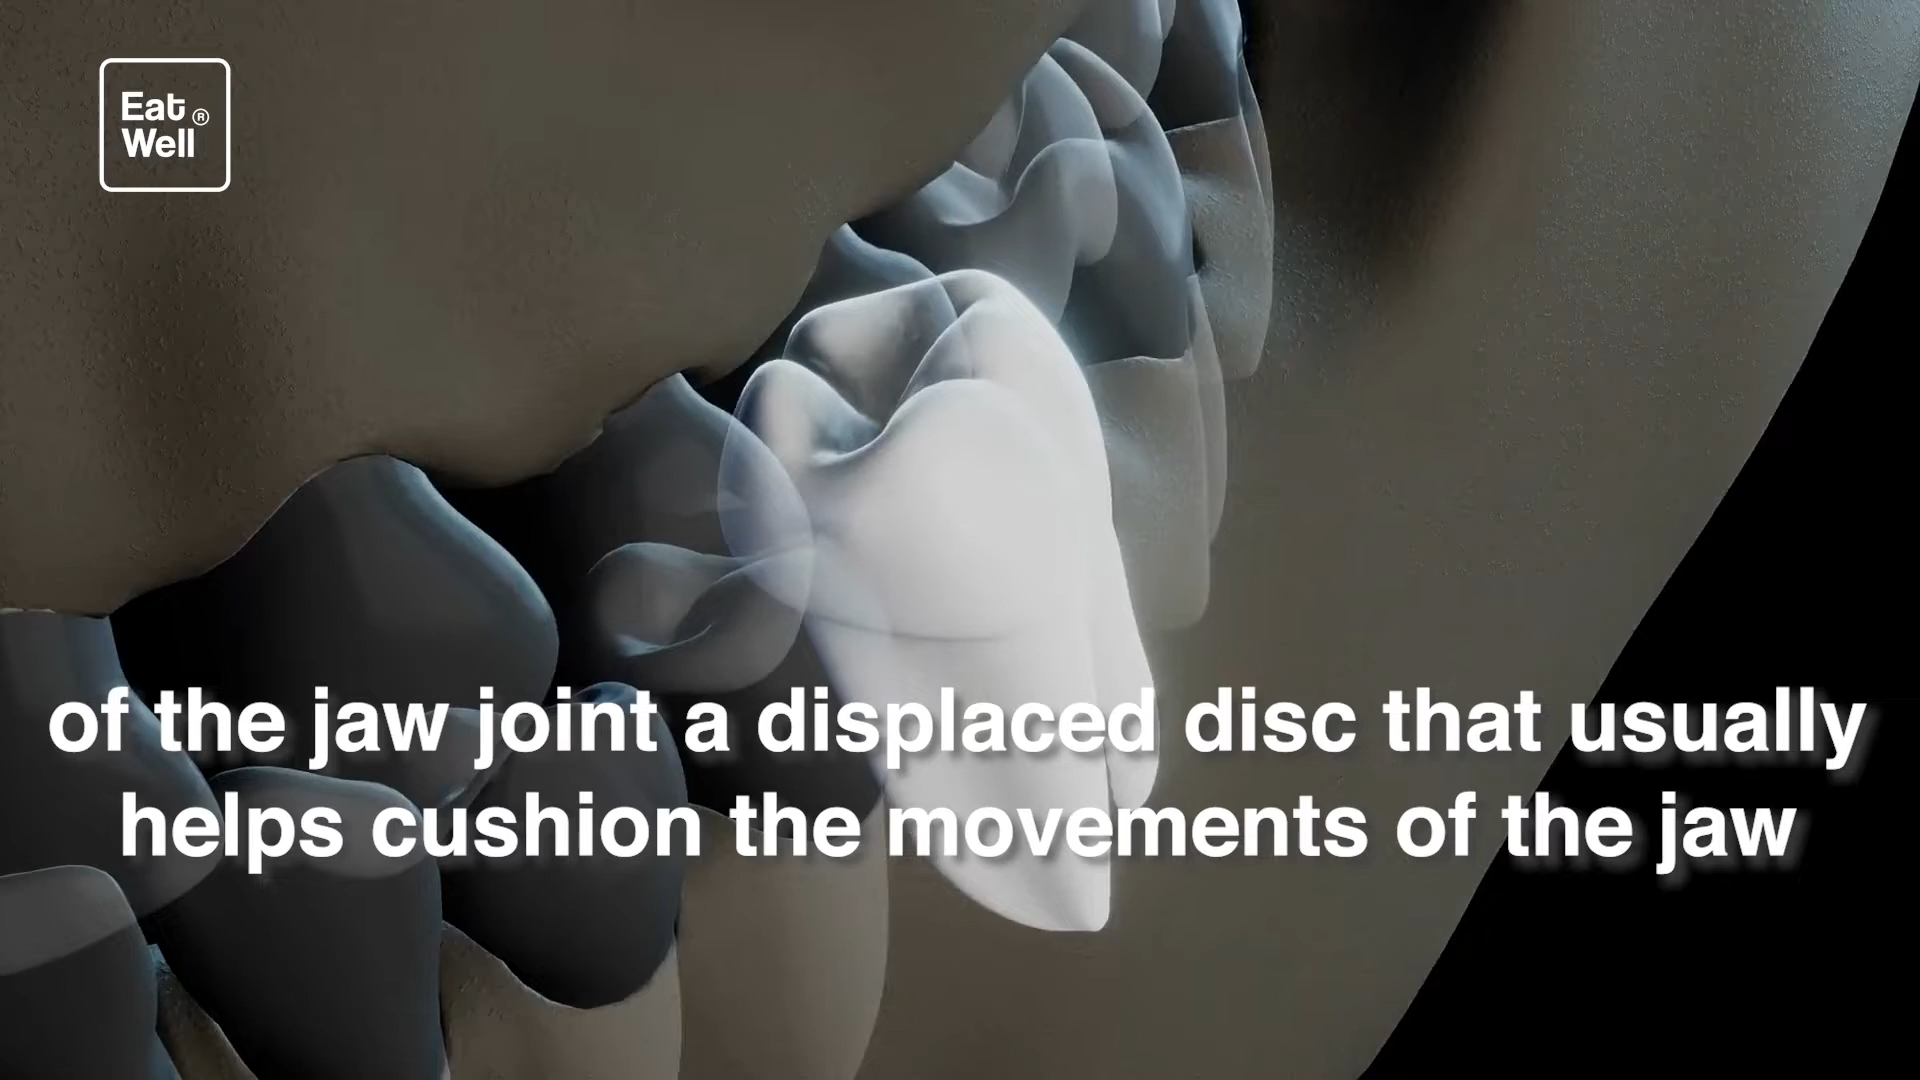 Eat ®
Well
of the jaw joint a displaced disc that usually
helps cushion the movements of the jaw